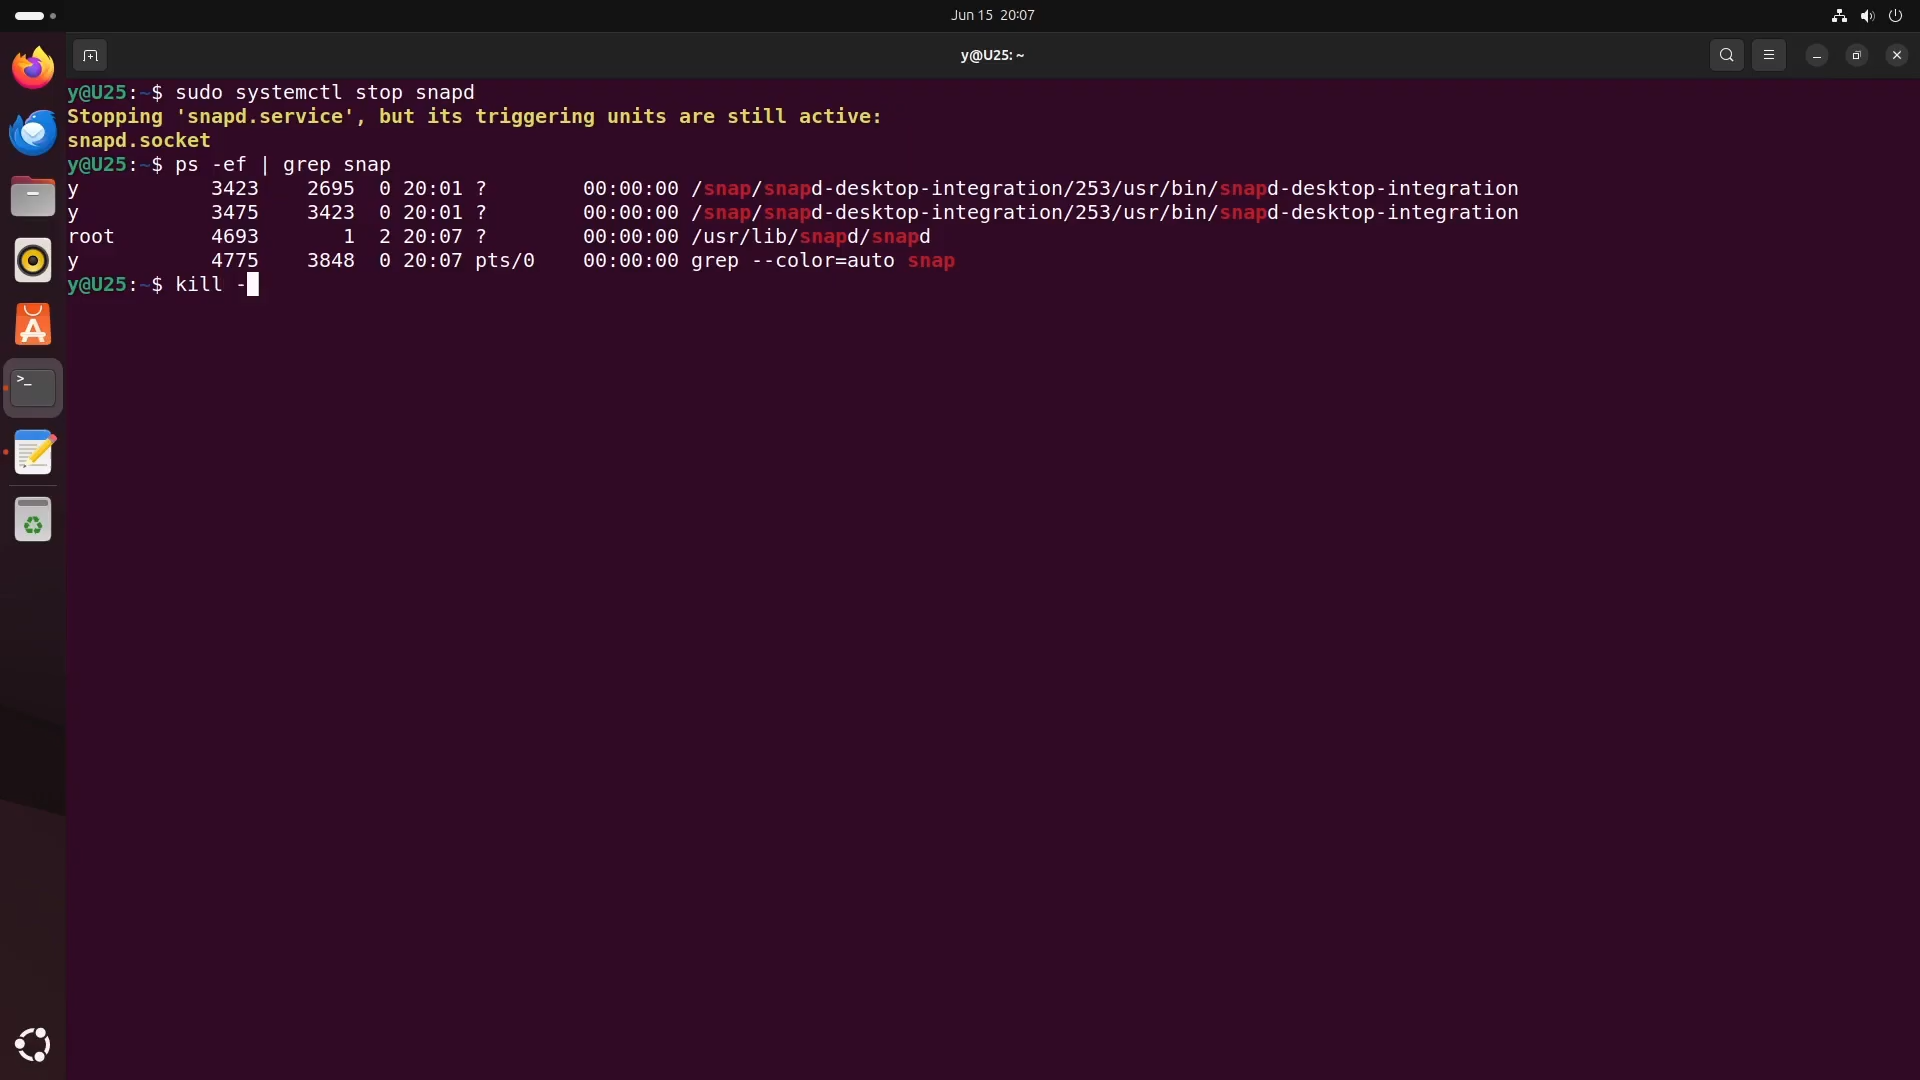 Jun 15 20:07
y@U25: ~
y@U25:~$ sudo systemctl stop snapd
Stopping 'snapd.service', but its triggering units are still active:
snapd.socket
y@U25:~$ ps -ef | grep snap
y           3423    2695  0 20:01 ?        00:00:00 /snap/snapd-desktop-integration/253/usr/bin/snapd-desktop-integration
y           3475    3423  0 20:01 ?        00:00:00 /snap/snapd-desktop-integration/253/usr/bin/snapd-desktop-integration
root        4693       1  2 20:07 ?        00:00:00 /usr/lib/snapd/snapd
y           4775    3848  0 20:07 pts/0    00:00:00 grep --color=auto snap
y@U25:~$ kill -